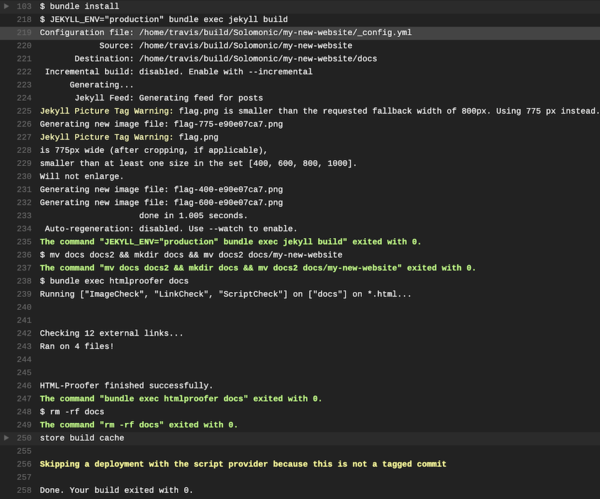 103 $ bundle install
218 $ JEKYLL_ENV="production" bundle exec jekyll build
219 Configuration file: /home/travis/build/Solomonic/my-new-website/_config.yml
220 Source: /home/travis/build/Solomonic/my-new-website
221 Destination: /home/travis/build/Solomonic/my-new-website/docs
222 Incremental build: disabled. Enable with --incremental
223 Generating...
224 Jekyll Feed: Generating feed for posts
225 Jekyll Picture Tag Warning: flag.png is smaller than the requested fallback width of 800px. Using 775 px instead.
226 Generating new image file: flag-775-e90e07ca7.png
227 Jekyll Picture Tag Warning: flag.png
228 is 775px wide (after cropping, if applicable),
229 smaller than at least one size in the set [400, 600, 800, 1000].
230 Will not enlarge.
231 Generating new image file: flag-400-e90e07ca7.png
232 Generating new image file: flag-600-e90e07ca7.png
233 done in 1.005 seconds.
234 Auto-regeneration: disabled. Use --watch to enable.
235 The command "JEKYLL_ENV="production" bundle exec jekyll build" exited with 0.
236 $ mv docs docs2 && mkdir docs && mv docs2 docs/my-new-website
237 The command "mv docs docs2 && mkdir docs && mv docs2 docs/my-new-website" exited with 0.
238 $ bundle exec htmlproofer docs
239 Running ["ImageCheck", "LinkCheck", "ScriptCheck"] on ["docs"] on *.html...
240
241
242 Checking 12 external links...
243 Ran on 4 files!
244
245
246 HTML-Proofer finished successfully.
247 The command "bundle exec htmlproofer docs" exited with 0.
248 $ rm -rf docs
249 The command "rm -rf docs" exited with 0.
250 store build cache
255
256 Skipping a deployment with the script provider because this is not a tagged commit
257
258 Done. Your build exited with 0.